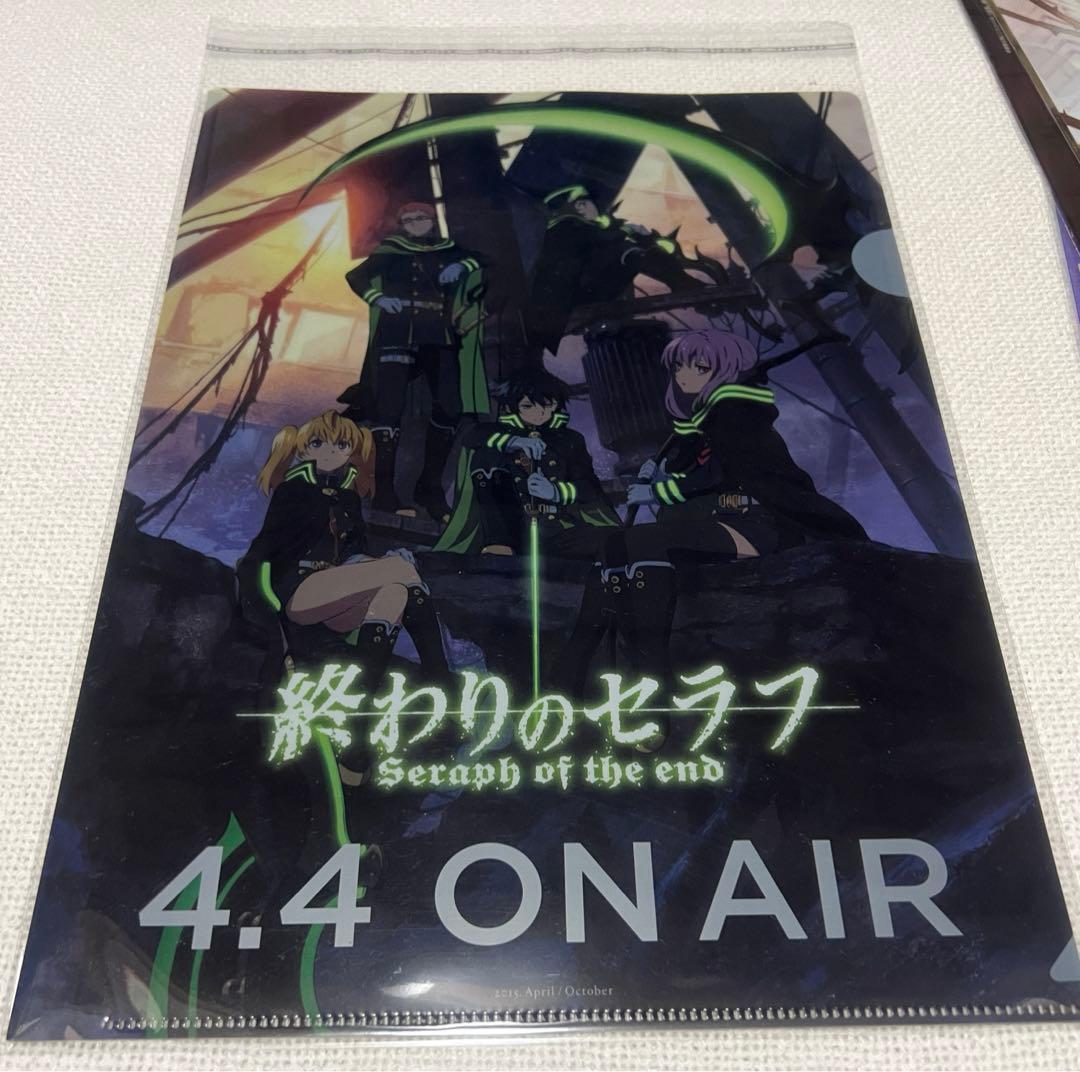 終わりのセラフ
Seraph of the end
4.4 ON AIR
2015. April / October